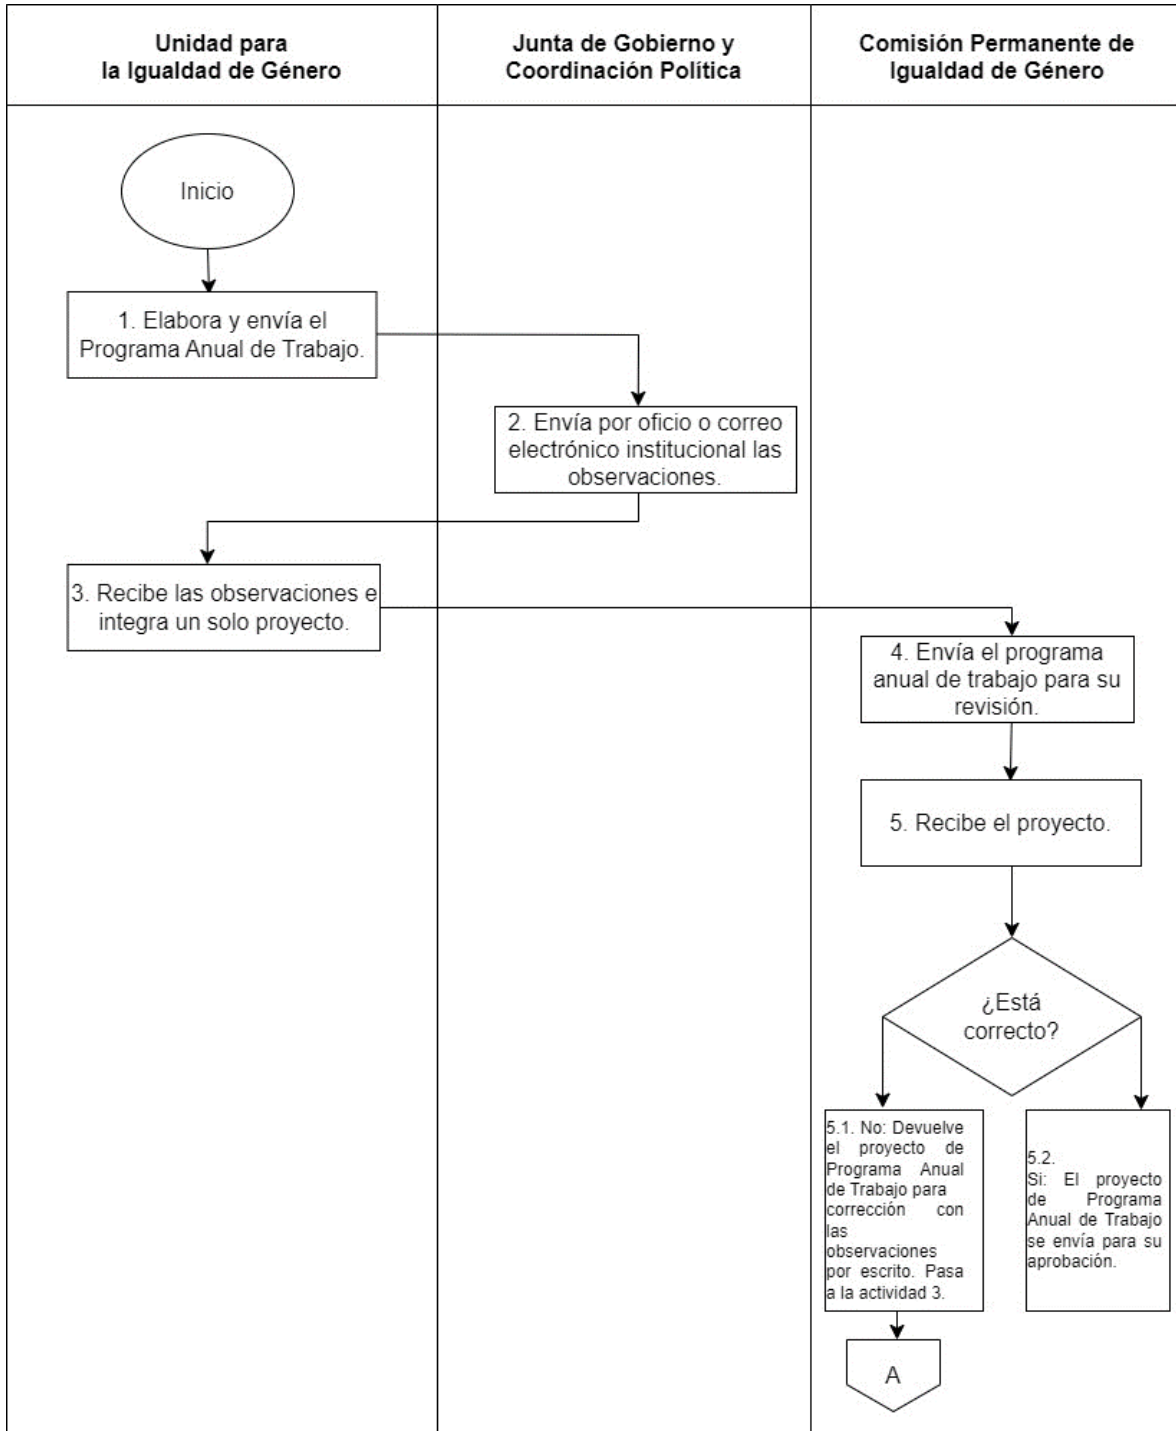 Unidad para
la Igualdad de Género
Junta de Gobierno y
Coordinación Política
Comisión Permanente de
Igualdad de Género
Inicio
1. Elabora y envía el
Programa Anual de Trabajo.
2. Envía por oficio o correo
electrónico institucional las
observaciones.
3. Recibe las observaciones e
integra un solo proyecto.
4. Envía el programa
anual de trabajo para su
revisión.
5. Recibe el proyecto.
¿Está
correcto?
5.1. No: Devuelve
el proyecto de
Programa Anual
de Trabajo para
corrección con
las
observaciones
por escrito. Pasa
a la actividad 3.
5.2.
Si: El proyecto
de Programa
Anual de Trabajo
se envía para su
aprobación.
A